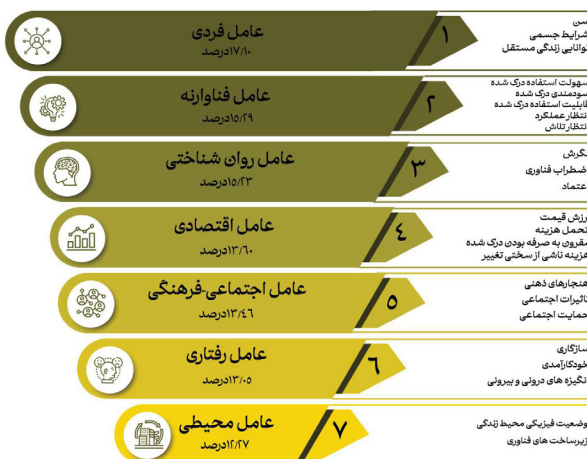 سن
شرایط جسمی
توانایی زندگی مستقل
۱
عامل فردی
۱۷/۱۰درصد
سهولت استفاده درک شده
سودمندی درک شده
قابلیت استفاده درک شده
انتظار عملکرد
انتظار تلاش
۲
عامل فناورانه
۱۵/۲۹درصد
نگرش
اضطراب فناوری
اعتماد
۳
عامل روان شناختی
۱۵/۲۳درصد
ارزش قیمت
تحمل هزینه
مقرون به صرفه بودن درک شده
هزینه ناشی از سختی تغییر
۴
عامل اقتصادی
۱۳/۶۰درصد
هنجارهای ذهنی
تاثیرات اجتماعی
حمایت اجتماعی
۵
عامل اجتماعی-فرهنگی
۱۳/۴۶درصد
سازگاری
خودکارآمدی
نگیزه های درونی و بیرونی
۶
عامل رفتاری
۱۳/۰۵درصد
وضعیت فیزیکی محیط زندگی
زیرساخت های فناوری
۷
عامل محیطی
۱۲/۲۷درصد